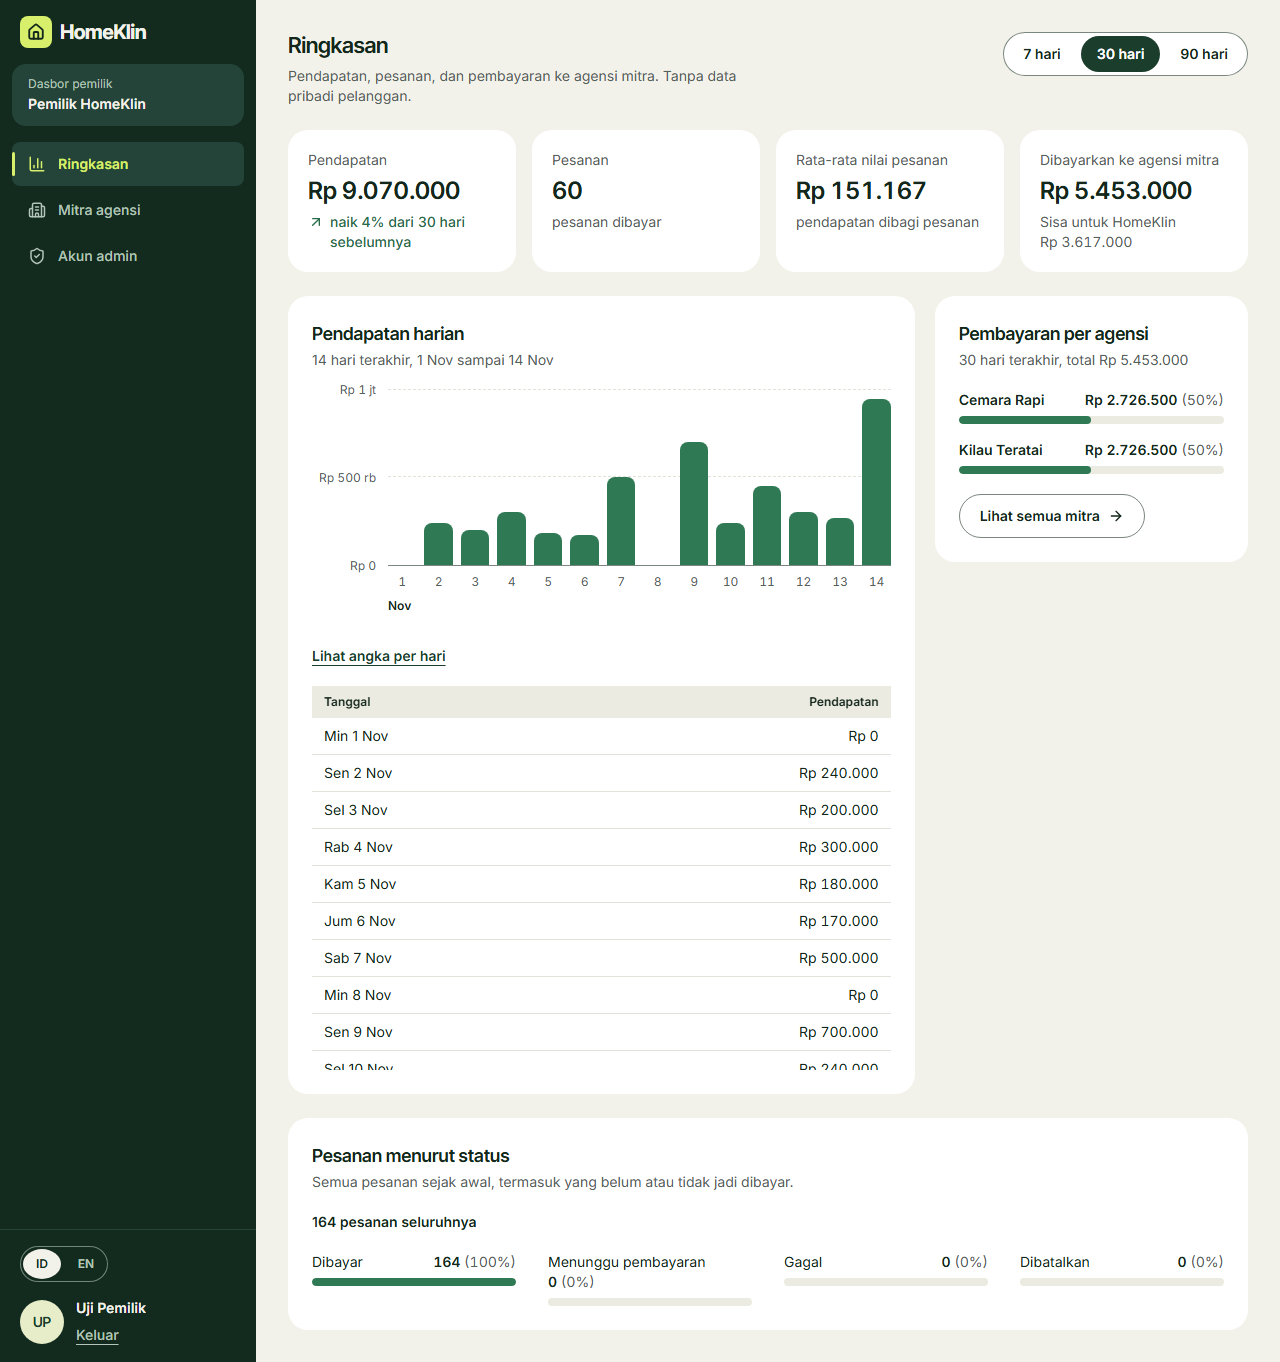 HomeKlin
Dasbor pemilik
Pemilik HomeKlin
Ringkasan
Mitra agensi
Akun admin
ID EN
UP
Uji Pemilik
Keluar
Ringkasan
Pendapatan, pesanan, dan pembayaran ke agensi mitra. Tanpa data
pribadi pelanggan.
7 hari 30 hari 90 hari
Pendapatan
Rp 9.070.000
naik 4% dari 30 hari
sebelumnya
Pesanan
60
pesanan dibayar
Rata-rata nilai pesanan
Rp 151.167
pendapatan dibagi pesanan
Dibayarkan ke agensi mitra
Rp 5.453.000
Sisa untuk HomeKlin
Rp 3.617.000
Pendapatan harian
14 hari terakhir, 1 Nov sampai 14 Nov
Rp 1 jt
Rp 500 rb
Rp 0
1 2 3 4 5 6 7 8 9 10 11 12 13 14
Nov
Lihat angka per hari
Tanggal Pendapatan
Min 1 Nov Rp 0
Sen 2 Nov Rp 240.000
Sel 3 Nov Rp 200.000
Rab 4 Nov Rp 300.000
Kam 5 Nov Rp 180.000
Jum 6 Nov Rp 170.000
Sab 7 Nov Rp 500.000
Min 8 Nov Rp 0
Sen 9 Nov Rp 700.000
Sel 10 Nov Rp 240.000
Pembayaran per agensi
30 hari terakhir, total Rp 5.453.000
Cemara Rapi Rp 2.726.500 (50%)
Kilau Teratai Rp 2.726.500 (50%)
Lihat semua mitra
Pesanan menurut status
Semua pesanan sejak awal, termasuk yang belum atau tidak jadi dibayar.
164 pesanan seluruhnya
Dibayar 164 (100%)
Menunggu pembayaran
0 (0%)
Gagal 0 (0%)
Dibatalkan 0 (0%)